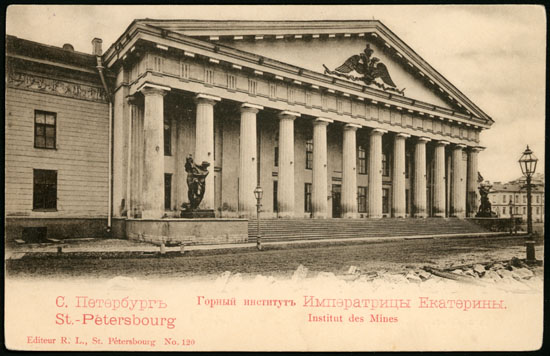 С. Петербургъ Горный институтъ Императрицы Екатерины.
St.-Pétersbourg Institut des Mines
Editeur R. L., St. Pétersbourg No. 120